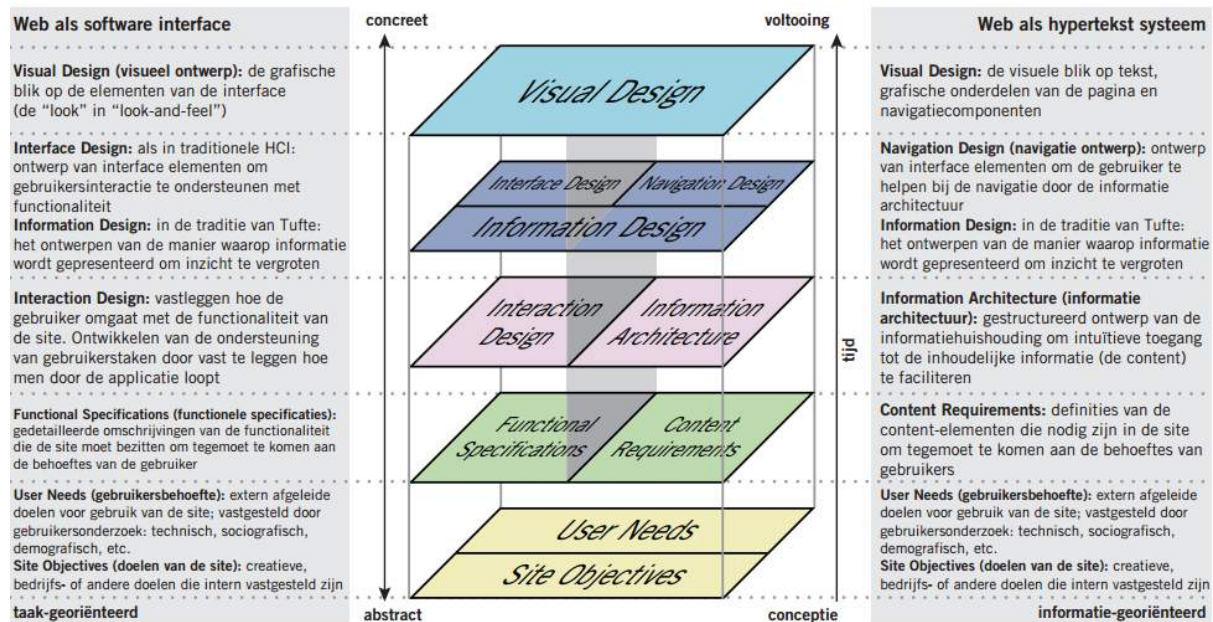 Web als software interface
Visual Design (visueel ontwerp): de grafische
blik op de elementen van de interface
(de “look” in “look-and-feel”)
Interface Design: als in traditionele HCI:
ontwerp van interface elementen om
gebruikersinteractie te ondersteunen met
functionaliteit
Information Design: in de traditie van Tufte:
het ontwerpen van de manier waarop informatie
wordt gepresenteerd om inzicht te vergroten
Interaction Design: vastleggen hoe de
gebruiker omgaat met de functionaliteit van
de site. Ontwikkelen van de ondersteuning
van gebruikerstaken door vast te leggen hoe
men door de applicatie loopt
Functional Specifications (functionele specificaties):
gedetailleerde omschrijvingen van de functionaliteit
die de site moet bezitten om tegemoet te komen aan
de behoeftes van de gebruiker
User Needs (gebruikersbehoefte): extern afgeleide
doelen voor gebruik van de site; vastgesteld door
gebruikersonderzoek: technisch, sociografisch,
demografisch, etc.
Site Objectives (doelen van de site): creatieve,
bedrijfs- of andere doelen die intern vastgesteld zijn
taak-georiënteerd
concreet
voltooing
Visual Design
Interface Design
Navigation Design
Information Design
Interaction
Design
Information
Architecture
Functional
Specifications
Content
Requirements
User Needs
Site Objectives
tijd
abstract
conceptie
Web als hypertekst systeem
Visual Design: de visuele blik op tekst,
grafische onderdelen van de pagina en
navigatiecomponenten
Navigation Design (navigatie ontwerp): ontwerp
van interface elementen om de gebruiker te
helpen bij de navigatie door de informatie
architectuur
Information Design: in de traditie van Tufte:
het ontwerpen van de manier waarop informatie
wordt gepresenteerd om inzicht te vergroten
Information Architecture (informatie
architectuur): gestructureerd ontwerp van de
informatiehuishouding om intuïtieve toegang
tot de inhoudelijke informatie (de content)
te faciliteren
Content Requirements: definities van de
content-elementen die nodig zijn in de site
om tegemoet te komen aan de behoeftes van
gebruikers
User Needs (gebruikersbehoefte): extern afgeleide
doelen voor gebruik van de site; vastgesteld door
gebruikersonderzoek: technisch, sociografisch,
demografisch, etc.
Site Objectives (doelen van de site): creatieve,
bedrijfs- of andere doelen die intern vastgesteld zijn
informatie-georiënteerd